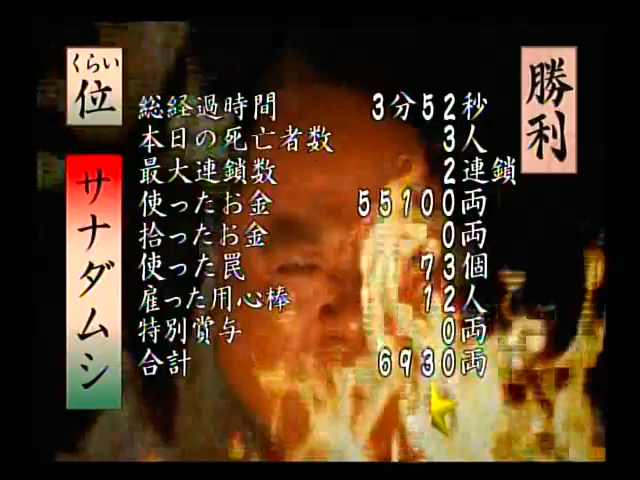 くらい
位
サナダムシ
勝利
総経過時間 3分52秒
本日の死亡者数 3人
最大連鎖数 2連鎖
使ったお金 55100両
拾ったお金 0両
使った罠 73個
雇った用心棒 12人
特別賞与 0両
合計 6930両